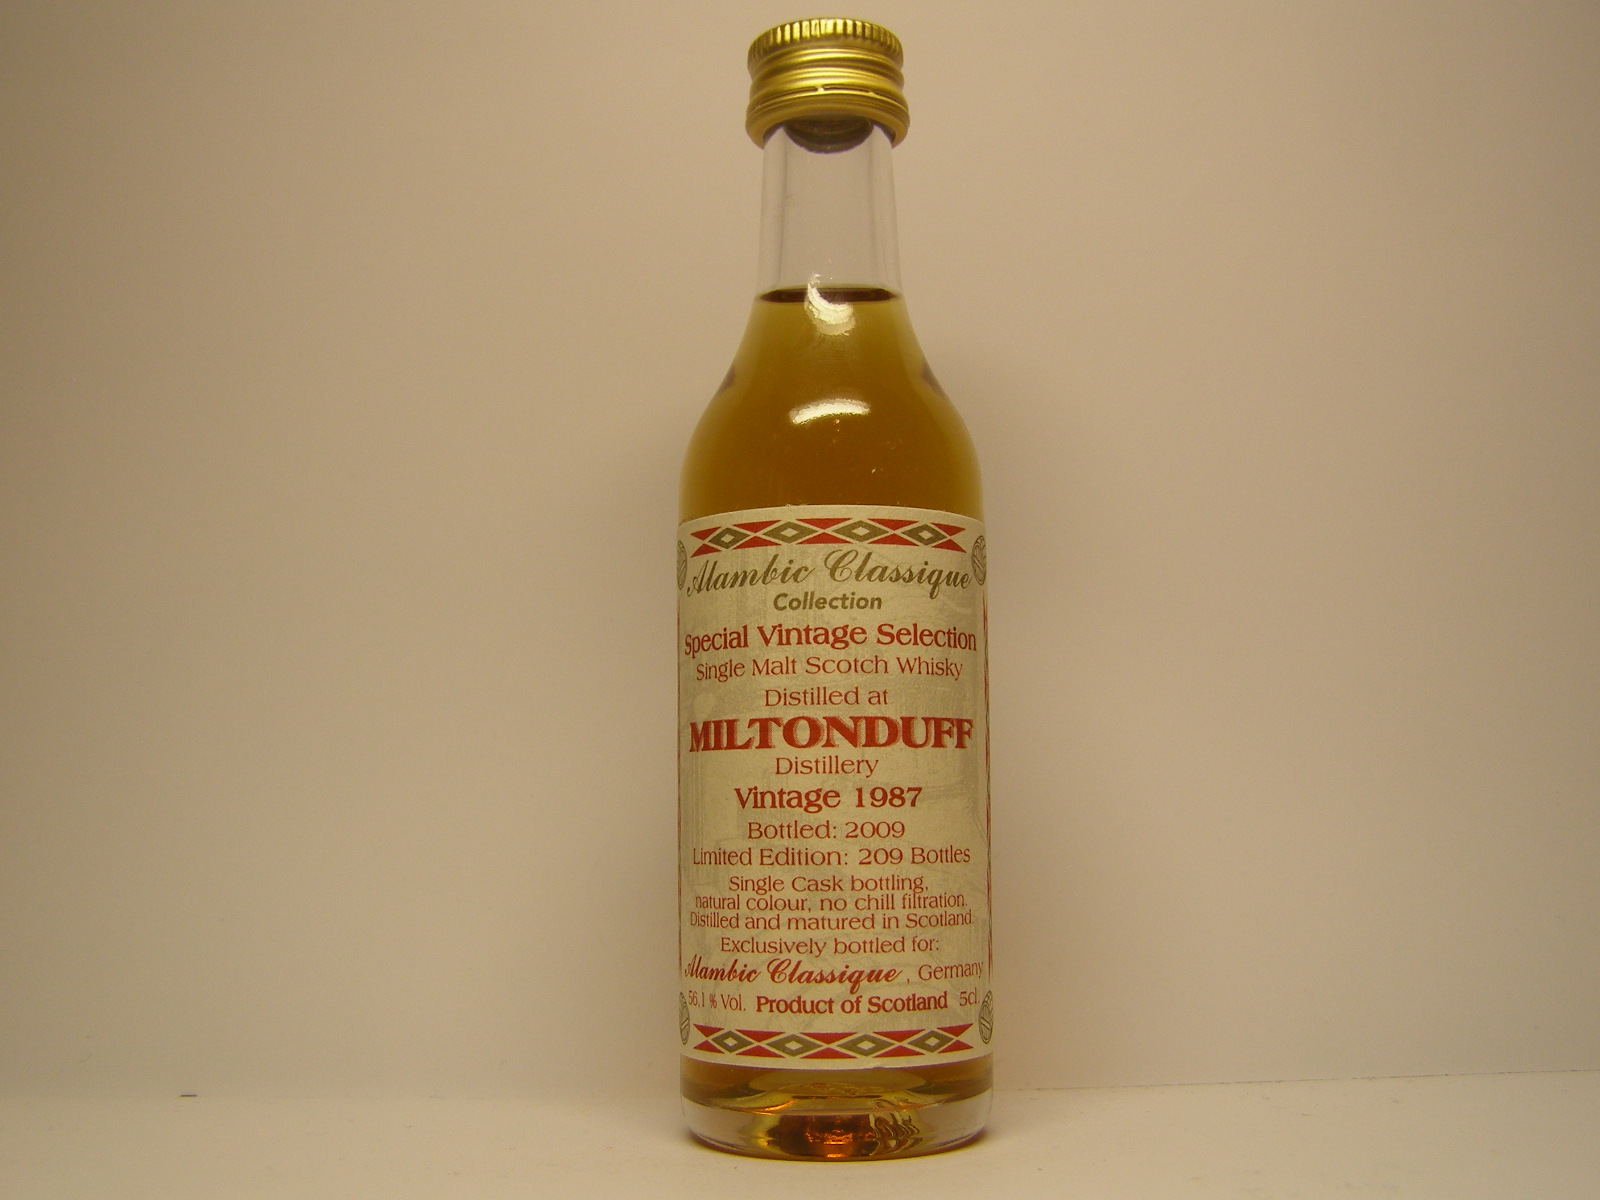 Alambic Classique
Collection
Special Vintage Selection
Single Malt Scotch Whisky
Distilled at
MILTONDUFF
Distillery
Vintage 1987
Bottled: 2009
Limited Edition: 209 Bottles
Single Cask bottling,
natural colour, no chill filtration.
Distilled and matured in Scotland.
Exclusively bottled for:
Alambic Classique, Germany
56,1 % Vol. Product of Scotland 5cl.